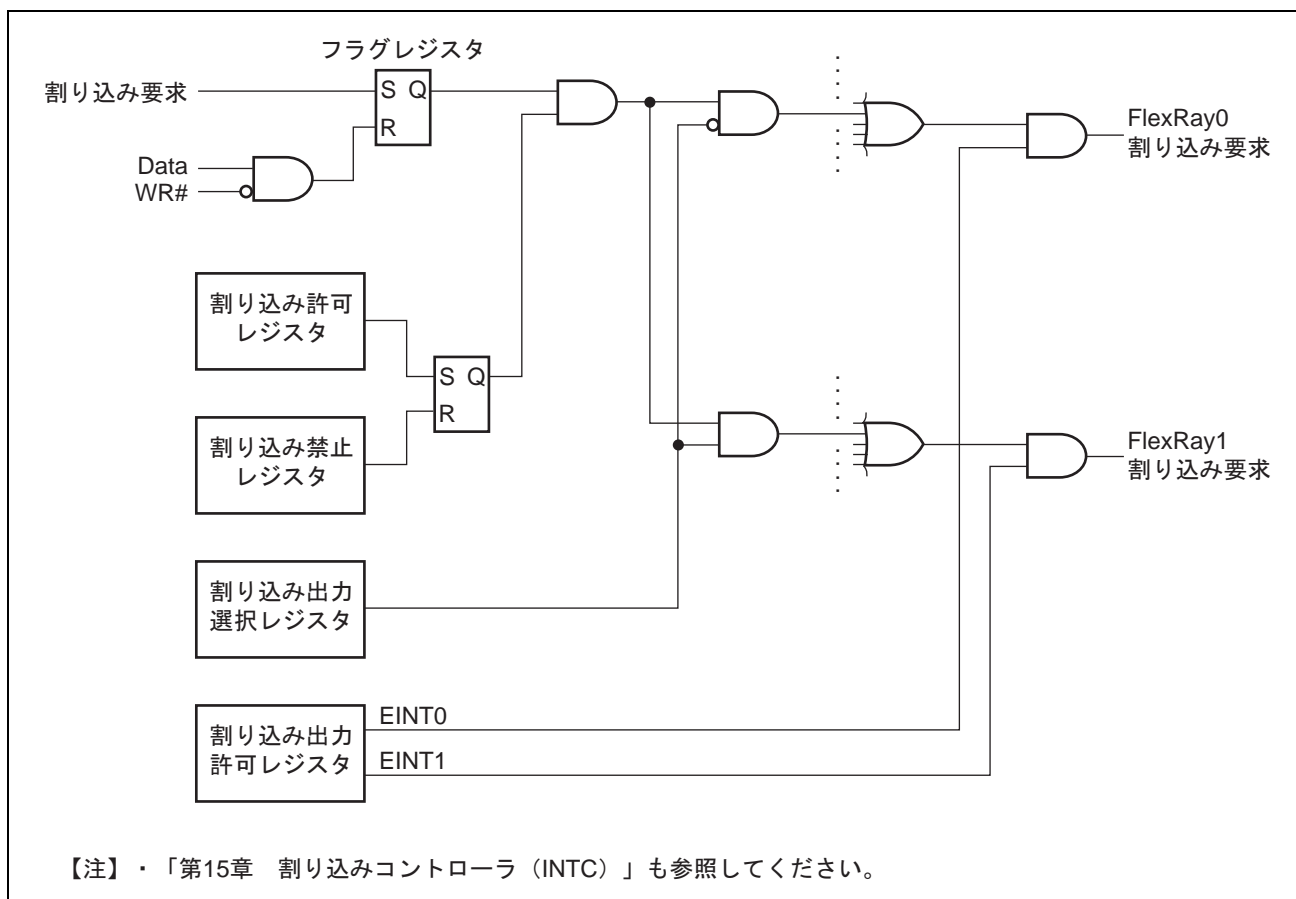 フラグレジスタ
割り込み要求
S Q
R
Data
WR#
FlexRay0
割り込み要求
割り込み許可
レジスタ
S Q
R
割り込み禁止
レジスタ
FlexRay1
割り込み要求
割り込み出力
選択レジスタ
割り込み出力
許可レジスタ
EINT0
EINT1
【注】・「第15章　割り込みコントローラ（INTC）」も参照してください。